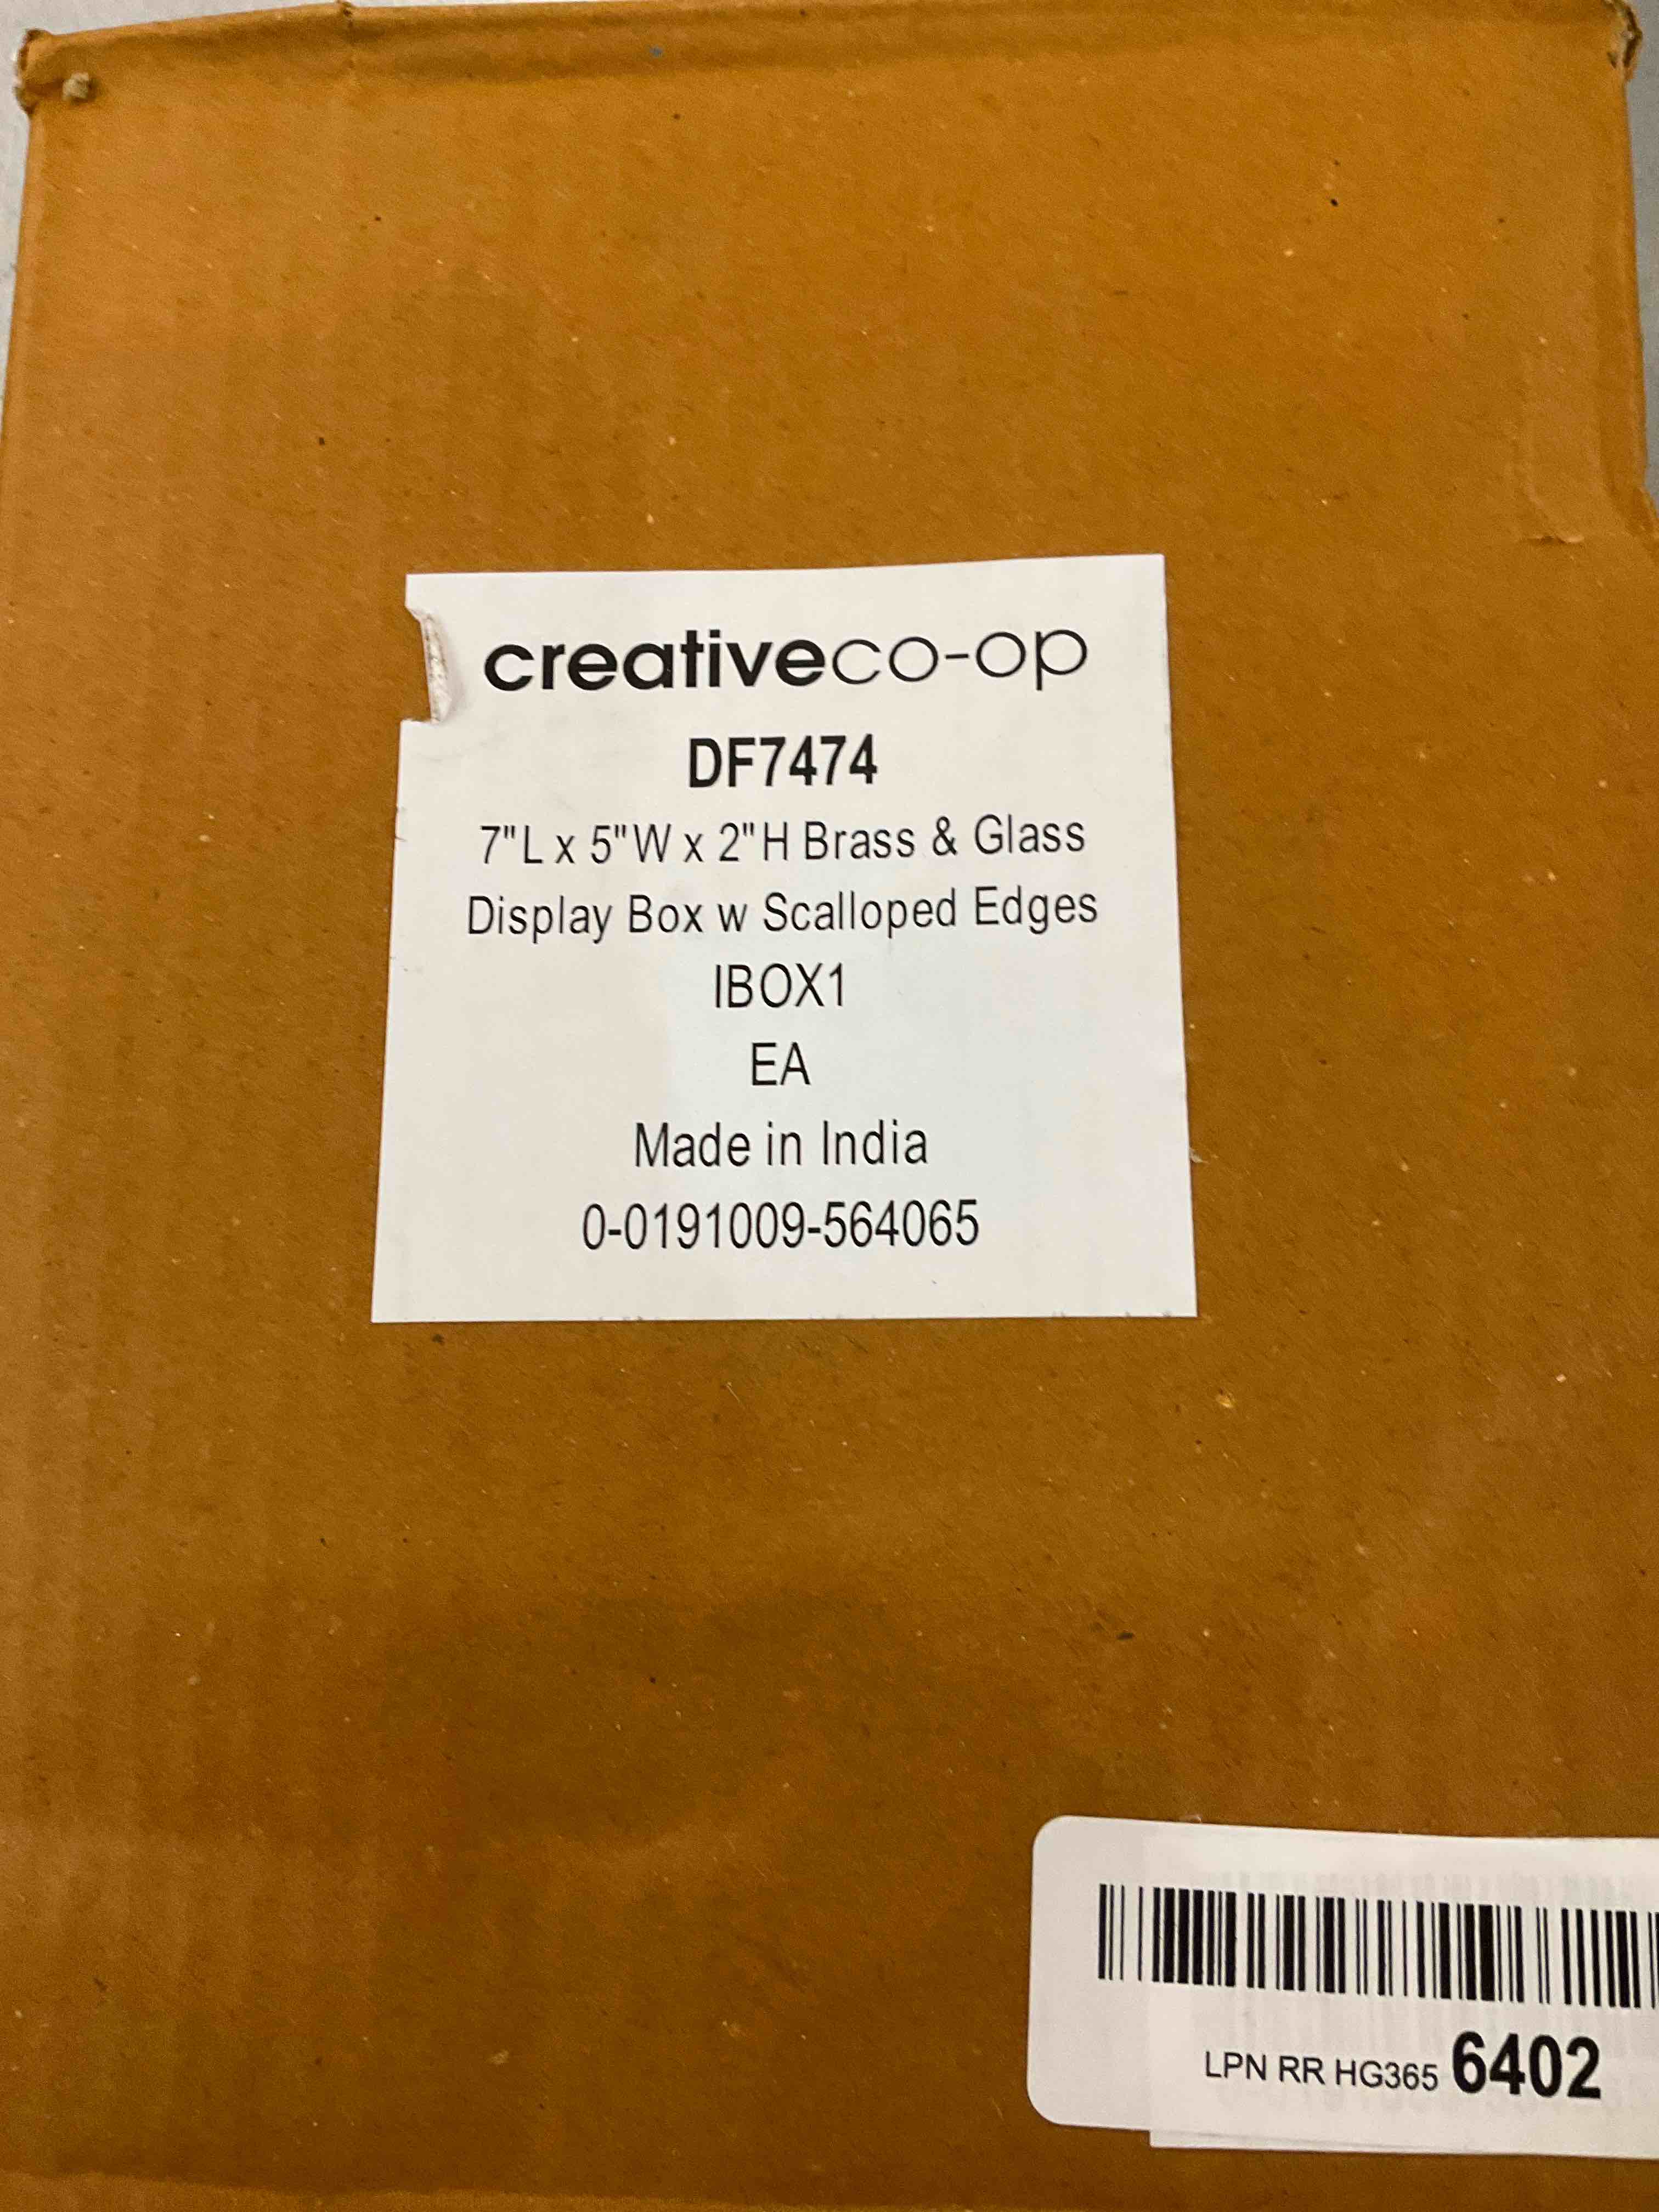 creativeco-op
DF7474
7"L x 5"W x 2"H Brass & Glass
Display Box w Scalloped Edges
IBOX1
EA
Made in India
0-0191009-564065
LPN RR HG365 6402